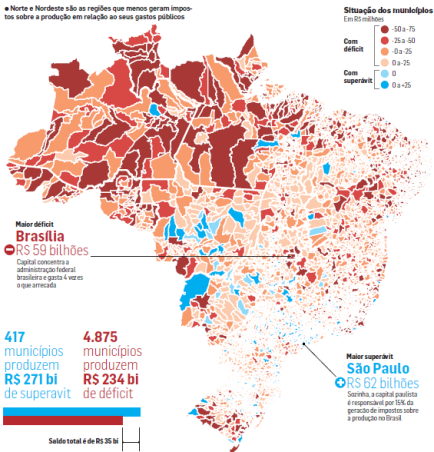 ● Norte e Nordeste são as regiões que menos geram impos-
tos sobre a produção em relação ao seus gastos públicos
Situação dos municípios
Em R$ milhões
Com
déficit
-50 a -75
-25 a -50
-0 a -25
0 a -25
Com
superávit
0
0 a +25
Maior déficit
Brasília
R$ 59 bilhões
Capital concentra a
administração federal
brasileira e gasta 4 vezes
o que arrecada
417
municípios
produzem
R$ 271 bi
de superavit
4.875
municípios
produzem
R$ 234 bi
de déficit
Saldo total é de R$ 35 bi
Maior superávit
São Paulo
R$ 62 bilhões
Sozinha, a capital paulista
é responsável por 15% da
geracão de impostos sobre
a produção no Brasil